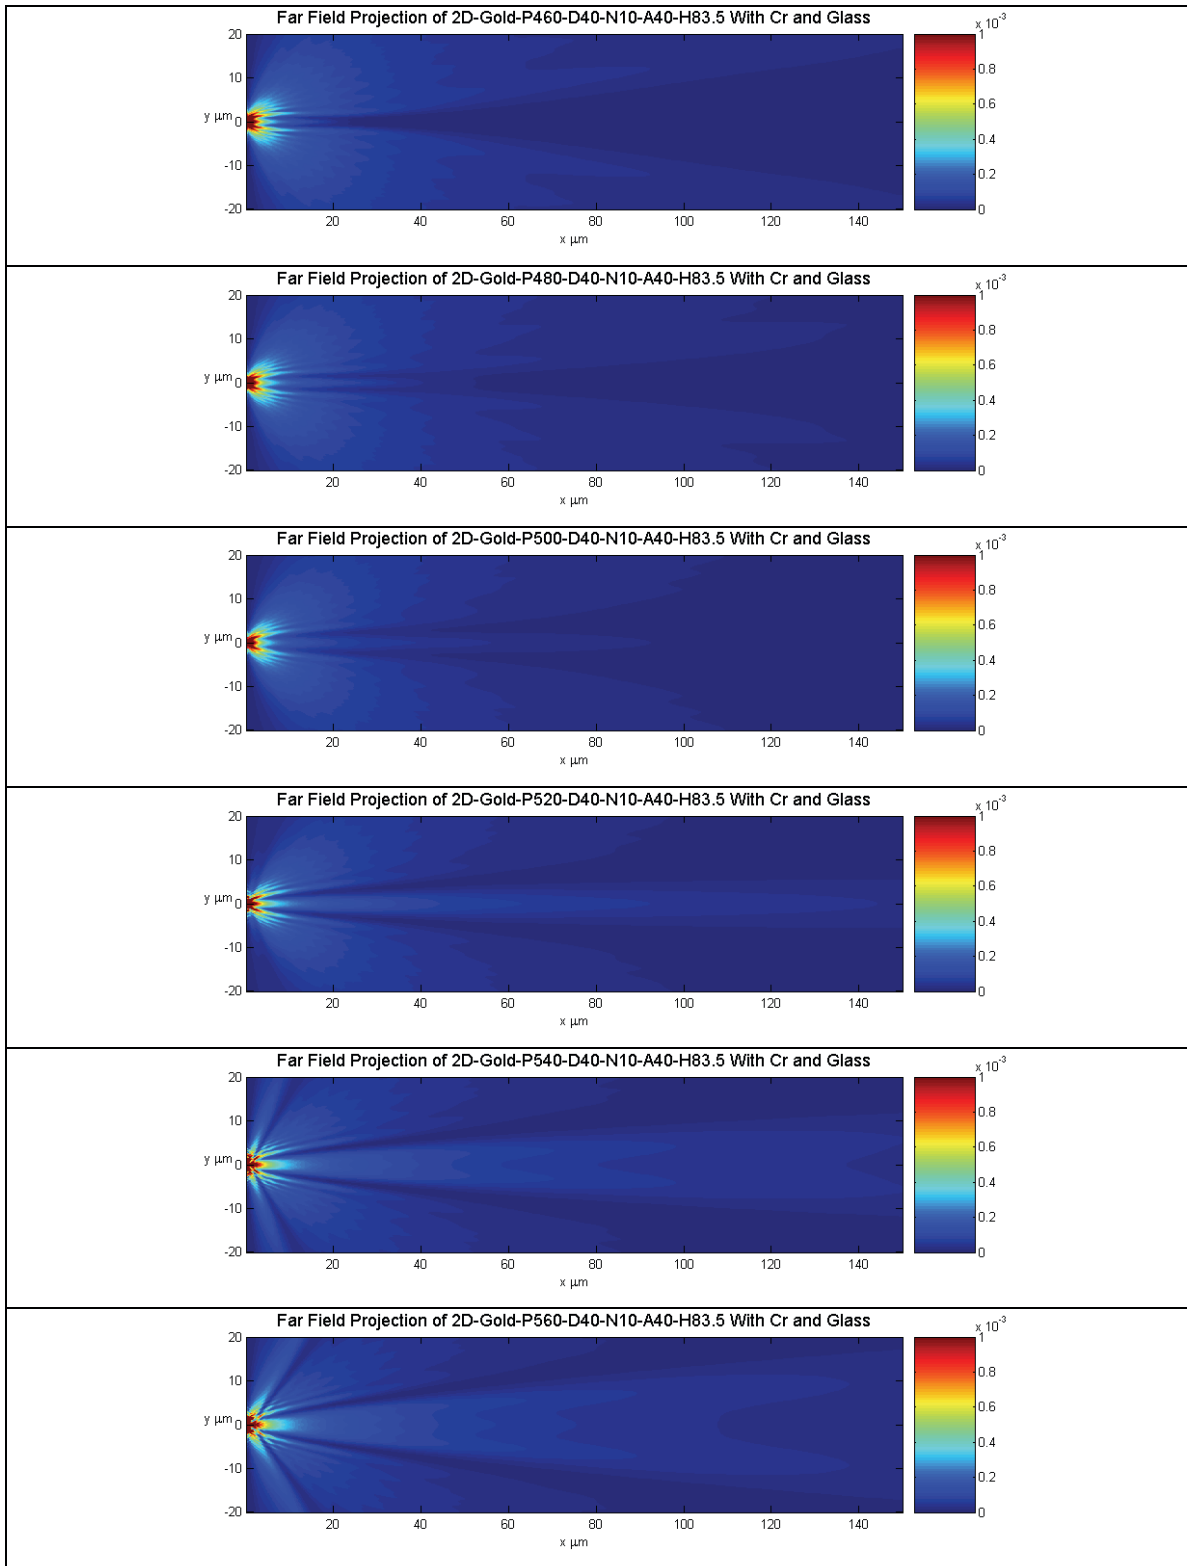 Far Field Projection of 2D-Gold-P460-D40-N10-A40-H83.5 With Cr and Glass
x 10-3
20
10
y μm 0
-10
-20
20 40 60 80 100 120 140
x μm
1
0.8
0.6
0.4
0.2
0
Far Field Projection of 2D-Gold-P480-D40-N10-A40-H83.5 With Cr and Glass
x 10-3
20
10
y μm 0
-10
-20
20 40 60 80 100 120 140
x μm
1
0.8
0.6
0.4
0.2
0
Far Field Projection of 2D-Gold-P500-D40-N10-A40-H83.5 With Cr and Glass
x 10-3
20
10
y μm 0
-10
-20
20 40 60 80 100 120 140
x μm
1
0.8
0.6
0.4
0.2
0
Far Field Projection of 2D-Gold-P520-D40-N10-A40-H83.5 With Cr and Glass
x 10-3
20
10
y μm 0
-10
-20
20 40 60 80 100 120 140
x μm
1
0.8
0.6
0.4
0.2
0
Far Field Projection of 2D-Gold-P540-D40-N10-A40-H83.5 With Cr and Glass
x 10-3
20
10
y μm 0
-10
-20
20 40 60 80 100 120 140
x μm
1
0.8
0.6
0.4
0.2
0
Far Field Projection of 2D-Gold-P560-D40-N10-A40-H83.5 With Cr and Glass
x 10-3
20
10
y μm 0
-10
-20
20 40 60 80 100 120 140
x μm
1
0.8
0.6
0.4
0.2
0